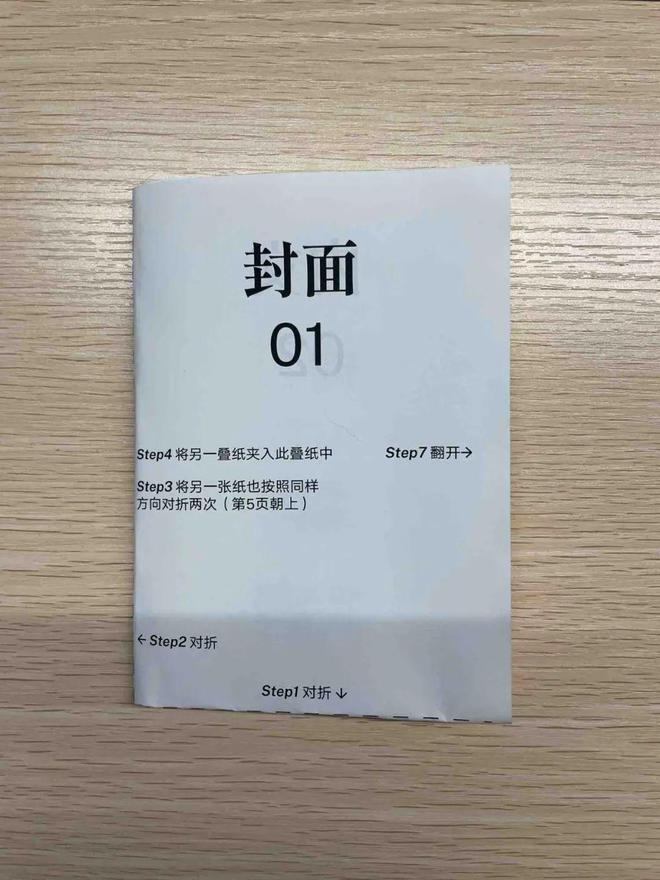 封面
01
Step4 将另一叠纸夹入此叠纸中
Step7 翻开→
Step3 将另一张纸也按照同样
方向对折两次（第5页朝上）
← Step2 对折
Step1 对折 ↓